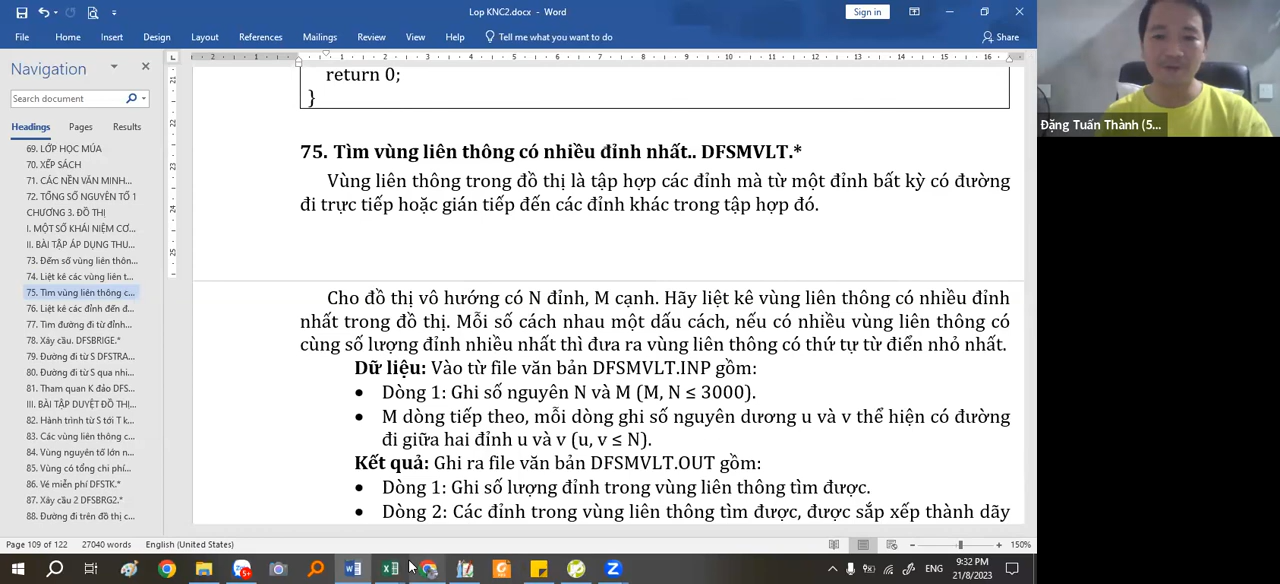 Lop KNC2.docx - Word
Sign in
File Home Insert Design Layout References Mailings Review View Help Tell me what you want to do Share
Navigation
Search document
Headings Pages Results
69. LỚP HỌC MÚA
70. XẾP SÁCH
71. CÁC NỀN VĂN MINH...
72. TỔNG SỐ NGUYÊN TỐ 1
CHƯƠNG 3. ĐỒ THỊ
I. MỘT SỐ KHÁI NIỆM CƠ...
II. BÀI TẬP ÁP DỤNG THU...
73. Đếm số vùng liên thôn...
74. Liệt kê các vùng liên t...
75. Tìm vùng liên thông c...
76. Liệt kê các đỉnh đến đ...
77. Tìm đường đi từ đỉnh...
78. Xây cầu. DFSBRIGE.*
79. Đường đi từ S DFSTRA...
80. Đường đi từ S qua nhi...
81. Tham quan K đảo DFS...
III. BÀI TẬP DUYỆT ĐỒ THỊ...
82. Hành trình từ S tới T k...
83. Các vùng liên thông c...
84. Vùng nguyên tố lớn n...
85. Vùng có tổng chi phí...
86. Vé miễn phí DFSTK.*
87. Xây cầu 2 DFSBRG2.*
88. Đường đi trên đồ thị c...
return 0;
}
75. Tìm vùng liên thông có nhiều đỉnh nhất.. DFSMVLT.*
Vùng liên thông trong đồ thị là tập hợp các đỉnh mà từ một đỉnh bất kỳ có đường
đi trực tiếp hoặc gián tiếp đến các đỉnh khác trong tập hợp đó.
Cho đồ thị vô hướng có N đỉnh, M cạnh. Hãy liệt kê vùng liên thông có nhiều đỉnh
nhất trong đồ thị. Mỗi số cách nhau một dấu cách, nếu có nhiều vùng liên thông có
cùng số lượng đỉnh nhiều nhất thì đưa ra vùng liên thông có thứ tự từ điển nhỏ nhất.
Dữ liệu: Vào từ file văn bản DFSMVLT.INP gồm:
• Dòng 1: Ghi số nguyên N và M (M, N ≤ 3000).
• M dòng tiếp theo, mỗi dòng ghi số nguyên dương u và v thể hiện có đường
đi giữa hai đỉnh u và v (u, v ≤ N).
Kết quả: Ghi ra file văn bản DFSMVLT.OUT gồm:
• Dòng 1: Ghi số lượng đỉnh trong vùng liên thông tìm được.
• Dòng 2: Các đỉnh trong vùng liên thông tìm được, được sắp xếp thành dãy
Đặng Tuấn Thành (5...
Page 109 of 122 27040 words English (United States) 150%
ENG 9:32 PM
21/8/2023